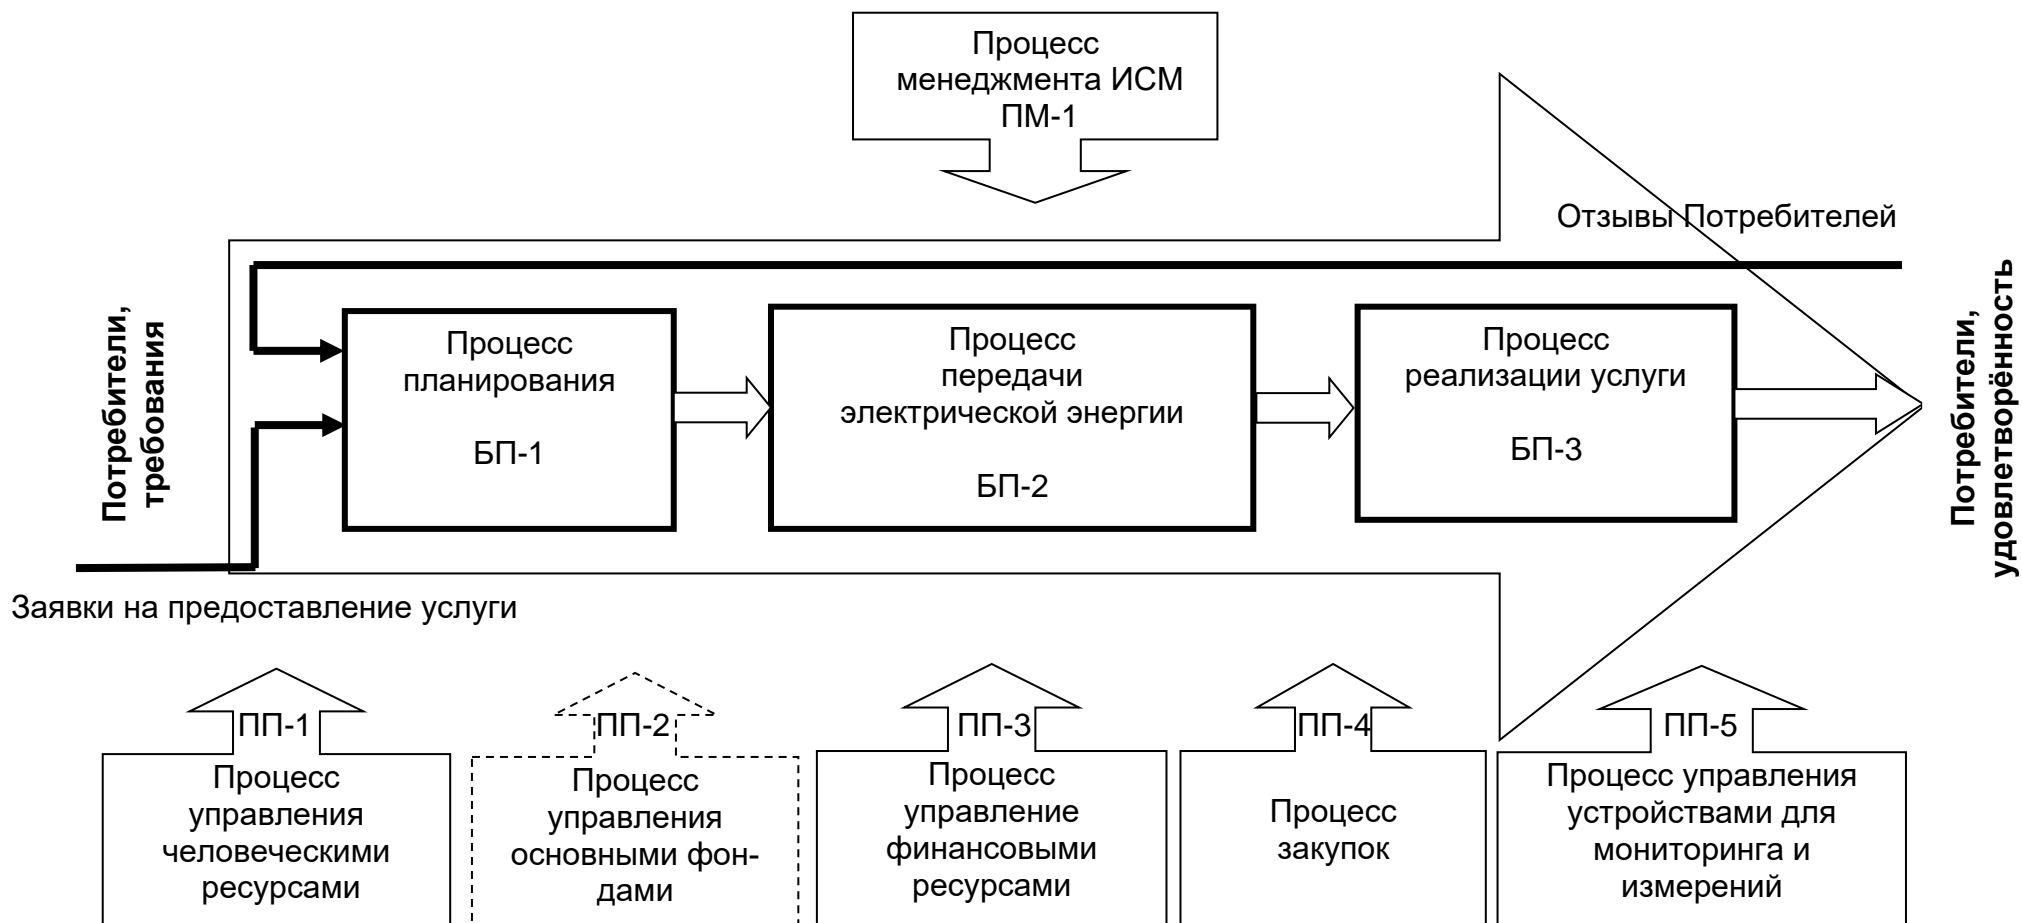 Процесс
менеджмента ИСМ
ПМ-1
Отзывы Потребителей
Потребители,
требования
Процесс
планирования
БП-1
Процесс
передачи
электрической энергии
БП-2
Процесс
реализации услуги
БП-3
Потребители,
удовлетворённость
Заявки на предоставление услуги
ПП-1
Процесс
управления
человеческими
ресурсами
ПП-2
Процесс
управления
основными фон-
дами
ПП-3
Процесс
управление
финансовыми
ресурсами
ПП-4
Процесс
закупок
ПП-5
Процесс управления
устройствами для
мониторинга и
измерений